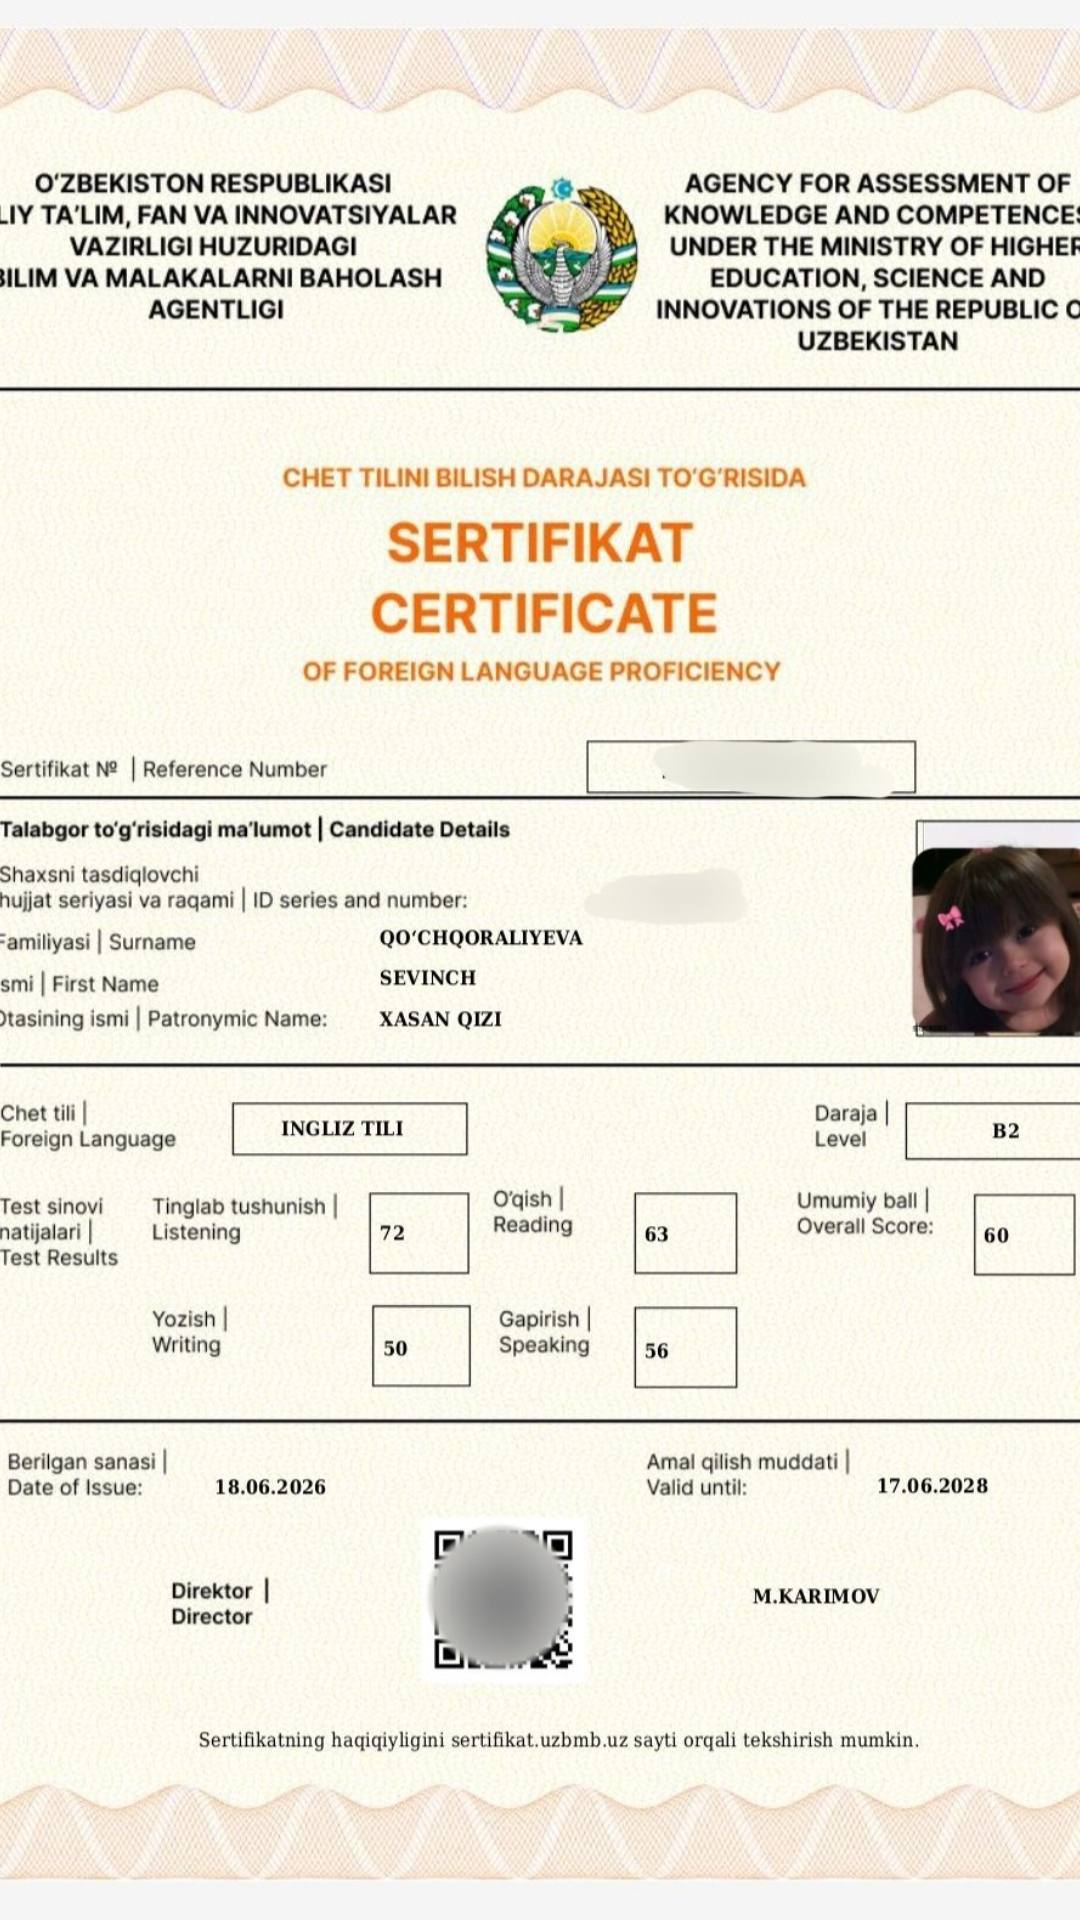 O‘ZBEKISTON RESPUBLIKASI
LIY TA’LIM, FAN VA INNOVATSIYALAR
VAZIRLIGI HUZURIDAGI
BILIM VA MALAKALARNI BAHOLASH
AGENTLIGI
AGENCY FOR ASSESSMENT OF
KNOWLEDGE AND COMPETENCES
UNDER THE MINISTRY OF HIGHER
EDUCATION, SCIENCE AND
INNOVATIONS OF THE REPUBLIC O
UZBEKISTAN
CHET TILINI BILISH DARAJASI TO‘G‘RISIDA
SERTIFIKAT
CERTIFICATE
OF FOREIGN LANGUAGE PROFICIENCY
Sertifikat № | Reference Number
Talabgor to‘g‘risidagi ma’lumot | Candidate Details
Shaxsni tasdiqlovchi
hujjat seriyasi va raqami | ID series and number:
Familiyasi | Surname QO‘CHQORALIYEVA
smi | First Name SEVINCH
Otasining ismi | Patronymic Name: XASAN QIZI
Chet tili |
Foreign Language
INGLIZ TILI
Daraja |
Level
B2
Test sinovi
natijalari |
Test Results
Tinglab tushunish |
Listening
72
O‘qish |
Reading
63
Umumiy ball |
Overall Score:
60
Yozish |
Writing
50
Gapirish |
Speaking
56
Berilgan sanasi |
Date of Issue: 18.06.2026
Amal qilish muddati |
Valid until: 17.06.2028
Direktor |
Director
M.KARIMOV
Sertifikatning haqiqiyligini sertifikat.uzbmb.uz sayti orqali tekshirish mumkin.